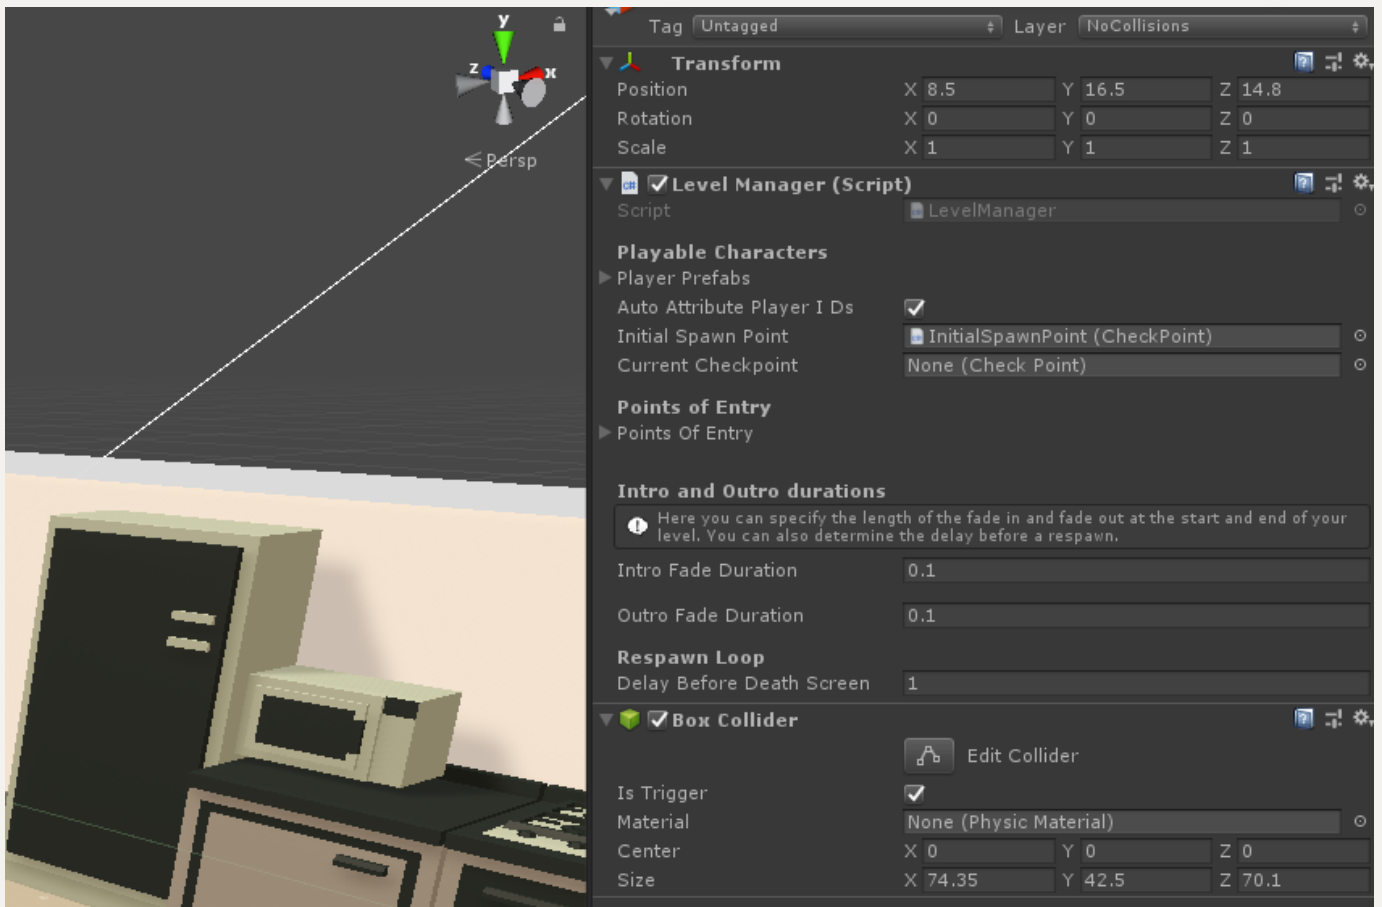 y
z
x
Persp
Tag Untagged Layer NoCollisions
Transform
Position X 8.5 Y 16.5 Z 14.8
Rotation X 0 Y 0 Z 0
Scale X 1 Y 1 Z 1
C# Level Manager (Script)
Script LevelManager
Playable Characters
Player Prefabs
Auto Attribute Player I Ds
Initial Spawn Point InitialSpawnPoint (CheckPoint)
Current Checkpoint None (Check Point)
Points of Entry
Points Of Entry
Intro and Outro durations
Here you can specify the length of the fade in and fade out at the start and end of your
level. You can also determine the delay before a respawn.
Intro Fade Duration 0.1
Outro Fade Duration 0.1
Respawn Loop
Delay Before Death Screen 1
Box Collider
Edit Collider
Is Trigger
Material None (Physic Material)
Center X 0 Y 0 Z 0
Size X 74.35 Y 42.5 Z 70.1